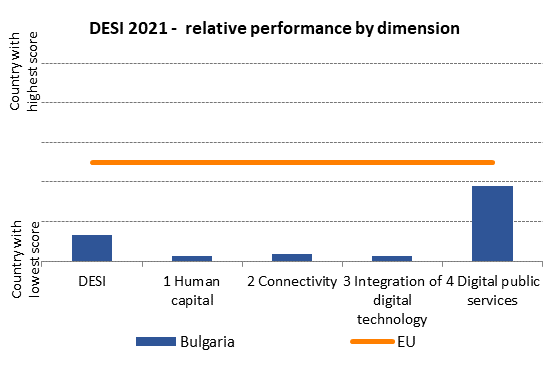 DESI 2021 -  relative performance by dimension
Country with
highest score
Country with
lowest score
DESI
1 Human
capital
2 Connectivity
3 Integration of
digital
technology
4 Digital public
services
Bulgaria
EU